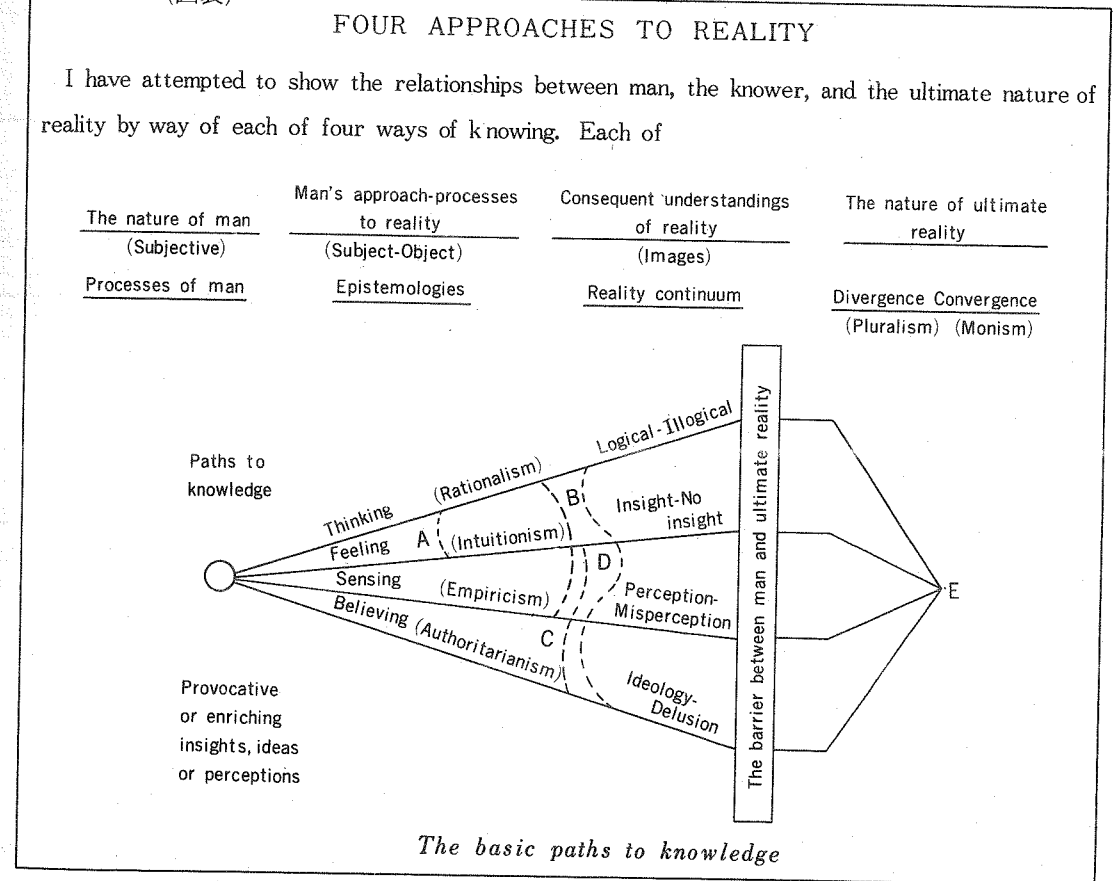 (図表)
FOUR APPROACHES TO REALITY
I have attempted to show the relationships between man, the knower, and the ultimate nature of
reality by way of each of four ways of knowing. Each of
The nature of man
(Subjective)
Processes of man
Man's approach-processes
to reality
(Subject-Object)
Epistemologies
Consequent understandings
of reality
(Images)
Reality continuum
The nature of ultimate
reality
Divergence Convergence
(Pluralism) (Monism)
Paths to
knowledge
Thinking (Rationalism) B Logical-Illogical
Feeling A (Intuitionism) Insight-No
insight
Sensing (Empiricism) D Perception-
Misperception
Believing (Authoritarianism) C Ideology-
Delusion
The barrier between man and ultimate reality
E
Provocative
or enriching
insights, ideas
or perceptions
The basic paths to knowledge